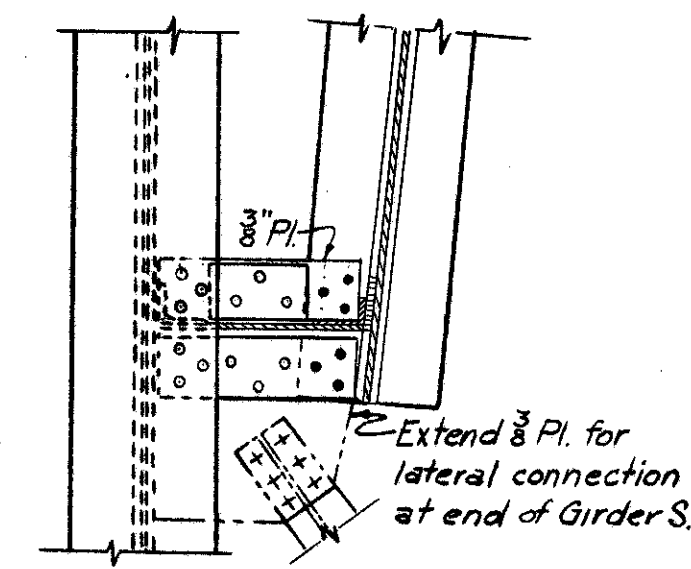 3/8" Pl.
Extend 3/8 Pl. for
lateral connection
at end of Girder S.